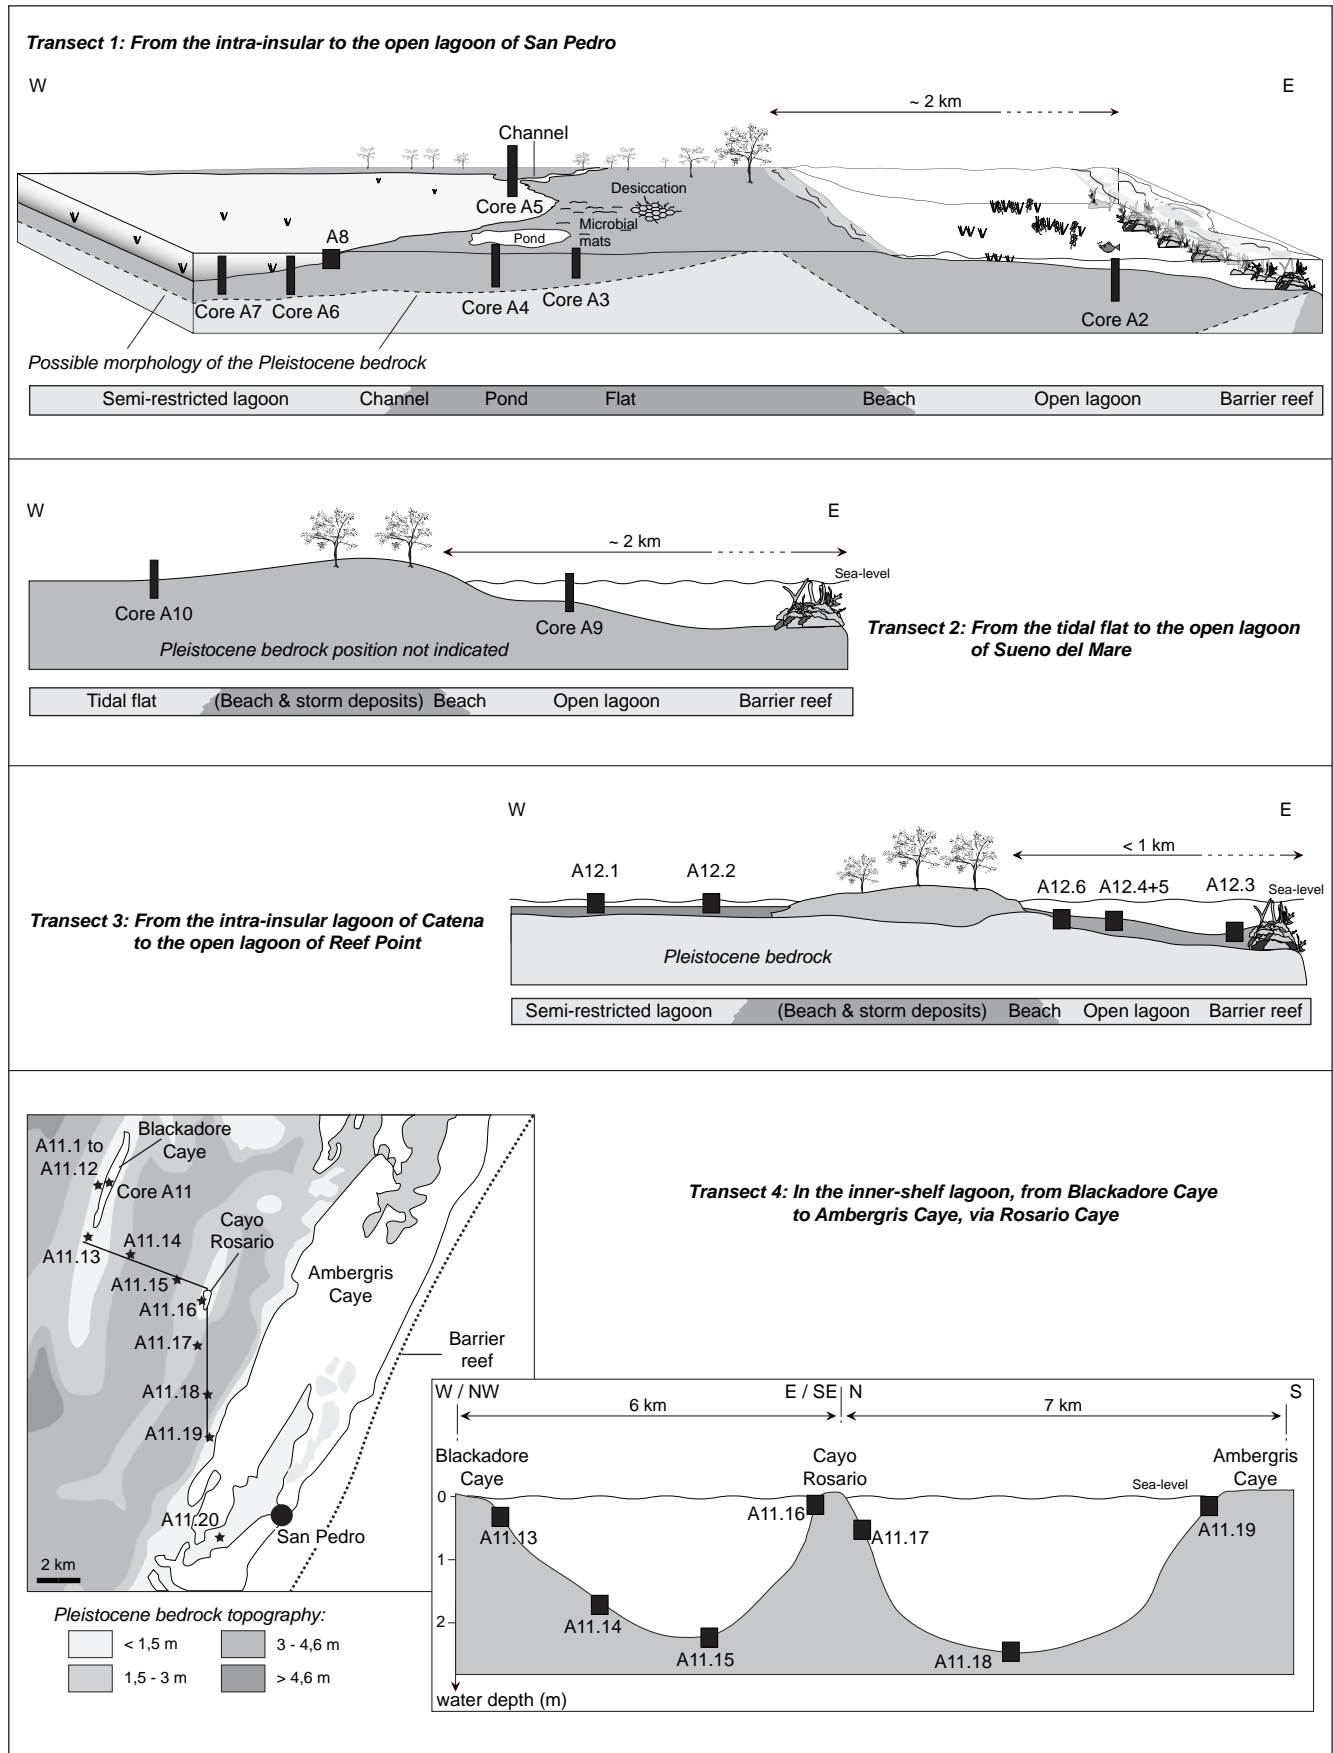 Transect 1: From the intra-insular to the open lagoon of San Pedro
W
E
~ 2 km
Channel
Core A5
Desiccation
Microbial
mats
Pond
A8
Core A7
Core A6
Core A4
Core A3
Core A2
Possible morphology of the Pleistocene bedrock
Semi-restricted lagoon
Channel
Pond
Flat
Beach
Open lagoon
Barrier reef
W
E
~ 2 km
Sea-level
Core A10
Core A9
Pleistocene bedrock position not indicated
Transect 2: From the tidal flat to the open lagoon
of Sueno del Mare
Tidal flat
(Beach & storm deposits)
Beach
Open lagoon
Barrier reef
W
E
< 1 km
A12.1
A12.2
A12.6
A12.4+5
A12.3
Sea-level
Transect 3: From the intra-insular lagoon of Catena
to the open lagoon of Reef Point
Pleistocene bedrock
Semi-restricted lagoon
(Beach & storm deposits)
Beach
Open lagoon
Barrier reef
Blackadore
Caye
A11.1 to
A11.12
Core A11
Cayo
Rosario
A11.13
A11.14
A11.15
A11.16
A11.17
A11.18
A11.19
A11.20
Ambergris
Caye
Barrier
reef
San Pedro
2 km
Transect 4: In the inner-shelf lagoon, from Blackadore Caye
to Ambergris Caye, via Rosario Caye
Pleistocene bedrock topography:
< 1,5 m
3 - 4,6 m
1,5 - 3 m
> 4,6 m
W / NW
E / SE
N
S
6 km
7 km
Blackadore
Caye
Cayo
Rosario
Ambergris
Caye
Sea-level
0
1
2
A11.13
A11.14
A11.15
A11.16
A11.17
A11.18
A11.19
water depth (m)